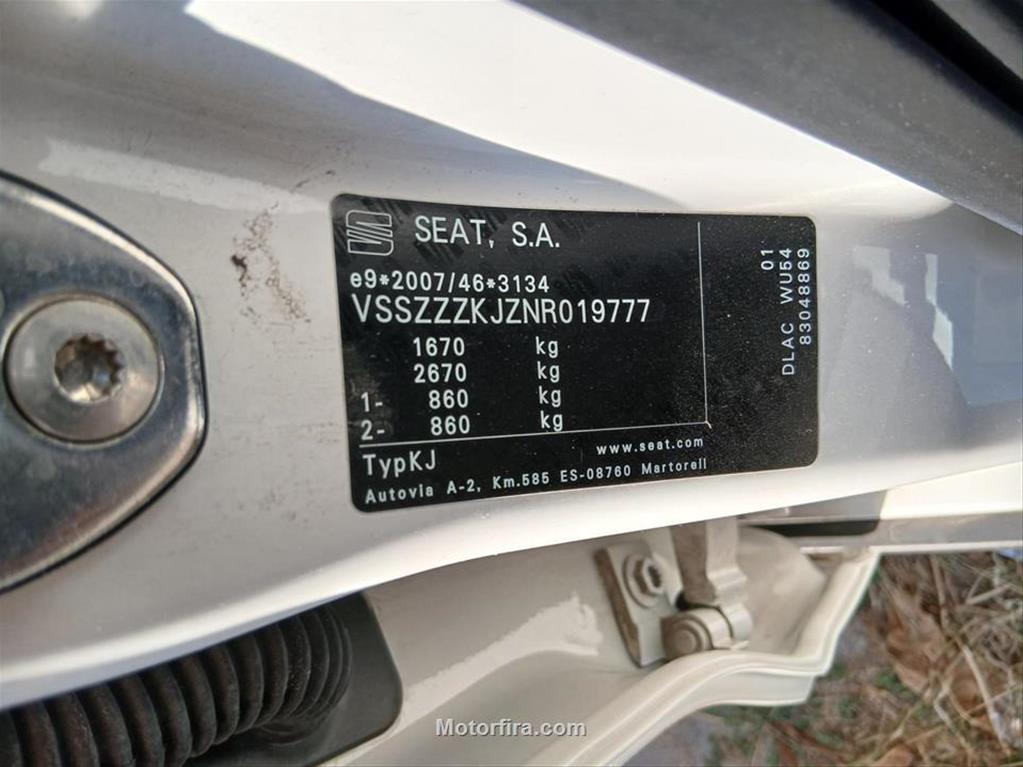 SEAT, S.A.
e9*2007/46*3134
VSSZZZKJZNR019777
1670 kg
2670 kg
1- 860 kg
2- 860 kg
TypKJ
www.seat.com
Autovia A-2, Km.585 ES-08760 Martorell
01
DLAC WU54
83048869
Motorfira.com